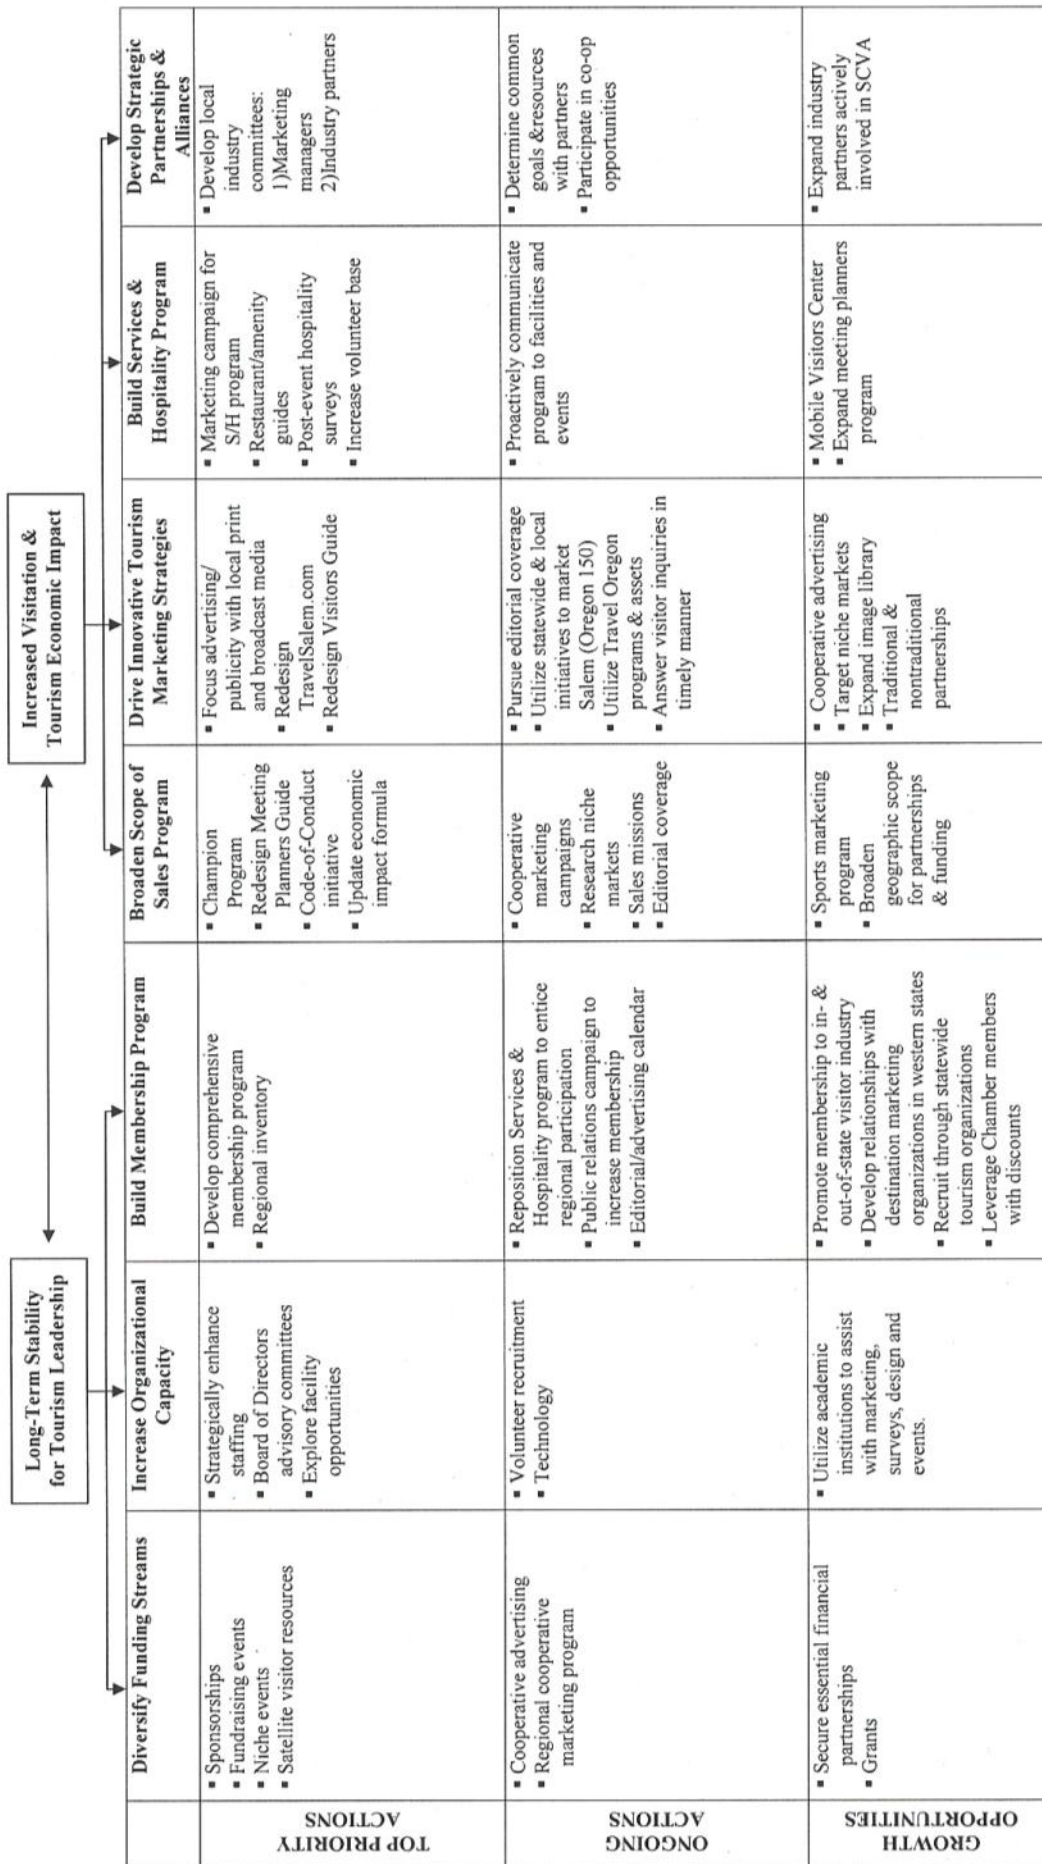 Long-Term Stability
for Tourism Leadership
Increased Visitation &
Tourism Economic Impact
Diversify Funding Streams
Increase Organizational
Capacity
Build Membership Program
Broaden Scope of
Sales Program
Drive Innovative Tourism
Marketing Strategies
Build Services &
Hospitality Program
Develop Strategic
Partnerships &
Alliances
TOP PRIORITY
ACTIONS
▪ Sponsorships
▪ Fundraising events
▪ Niche events
▪ Satellite visitor resources
▪ Strategically enhance
staffing
▪ Board of Directors
advisory committees
▪ Explore facility
opportunities
▪ Develop comprehensive
membership program
▪ Regional inventory
▪ Champion
Program
▪ Redesign Meeting
Planners Guide
▪ Code-of-Conduct
initiative
▪ Update economic
impact formula
▪ Focus advertising/
publicity with local print
and broadcast media
▪ Redesign
TravelSalem.com
▪ Redesign Visitors Guide
▪ Marketing campaign for
S/H program
▪ Restaurant/amenity
guides
▪ Post-event hospitality
surveys
▪ Increase volunteer base
▪ Develop local
industry
committees:
1)Marketing
managers
2)Industry partners
ONGOING
ACTIONS
▪ Cooperative advertising
▪ Regional cooperative
marketing program
▪ Volunteer recruitment
▪ Technology
▪ Reposition Services &
Hospitality program to entice
regional participation
▪ Public relations campaign to
increase membership
▪ Editorial/advertising calendar
▪ Cooperative
marketing
campaigns
▪ Research niche
markets
▪ Sales missions
▪ Editorial coverage
▪ Pursue editorial coverage
▪ Utilize statewide & local
initiatives to market
Salem (Oregon 150)
▪ Utilize Travel Oregon
programs & assets
▪ Answer visitor inquiries in
timely manner
▪ Proactively communicate
program to facilities and
events
▪ Determine common
goals &resources
with partners
▪ Participate in co-op
opportunities
GROWTH
OPPORTUNITIES
▪ Secure essential financial
partnerships
▪ Grants
▪ Utilize academic
institutions to assist
with marketing,
surveys, design and
events.
▪ Promote membership to in- &
out-of-state visitor industry
▪ Develop relationships with
destination marketing
organizations in western states
▪ Recruit through statewide
tourism organizations
▪ Leverage Chamber members
with discounts
▪ Sports marketing
program
▪ Broaden
geographic scope
for partnerships
& funding
▪ Cooperative advertising
▪ Target niche markets
▪ Expand image library
▪ Traditional &
nontraditional
partnerships
▪ Mobile Visitors Center
▪ Expand meeting planners
program
▪ Expand industry
partners actively
involved in SCVA